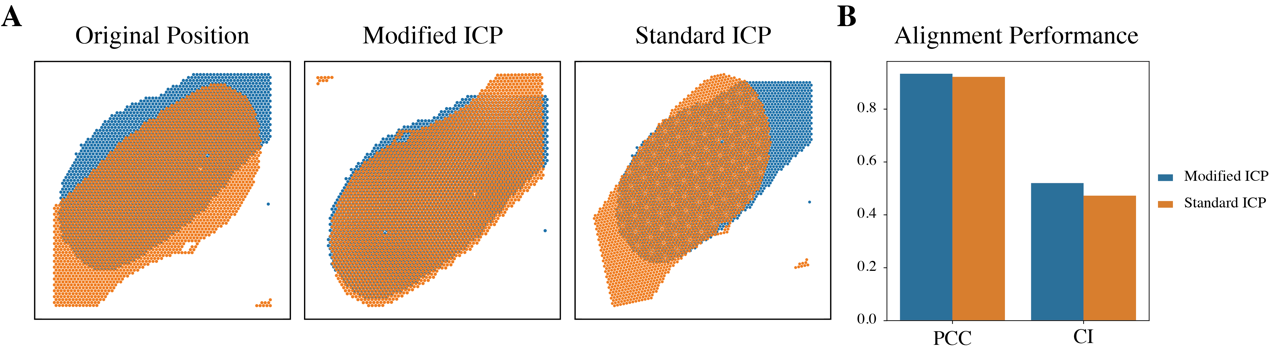 A
B
Original Position
Modified ICP
Standard ICP
Alignment Performance
0.8
0.6
0.4
0.2
0.0
PCC
CI
Modified ICP
Standard ICP